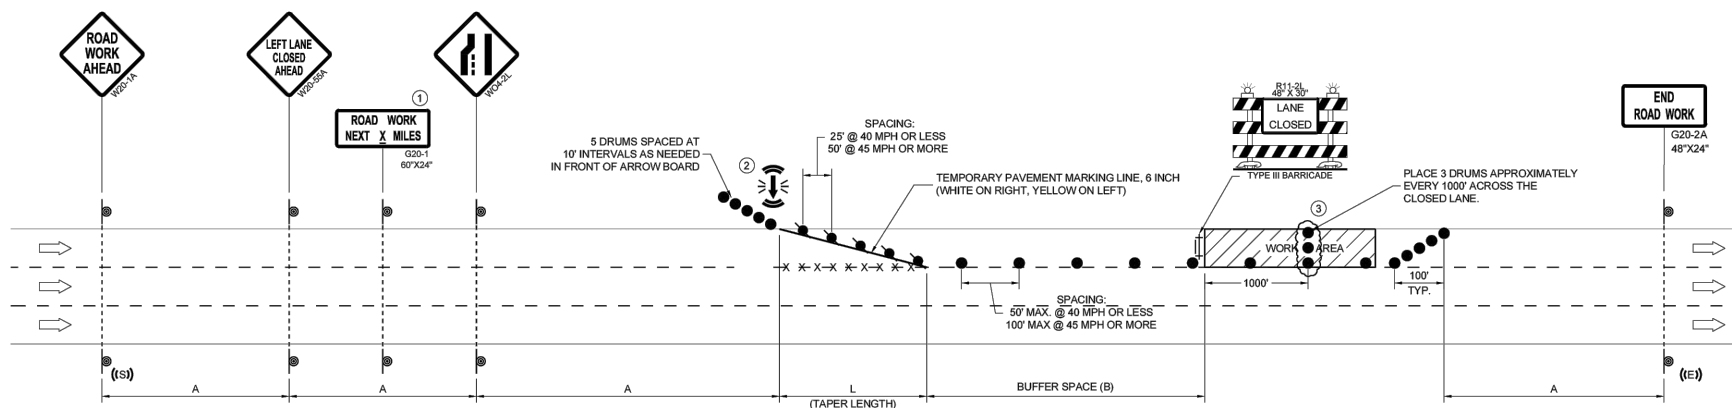 ROAD
WORK
AHEAD
W20-1A
LEFT LANE
CLOSED
AHEAD
W20-55A
WO4-2L
1
ROAD WORK
NEXT X MILES
G20-1
60"X24"
5 DRUMS SPACED AT
10' INTERVALS AS NEEDED
IN FRONT OF ARROW BOARD
2
SPACING:
25' @ 40 MPH OR LESS
50' @ 45 MPH OR MORE
TEMPORARY PAVEMENT MARKING LINE, 6 INCH
(WHITE ON RIGHT, YELLOW ON LEFT)
R11-2L
48" X 30"
LANE
CLOSED
TYPE III BARRICADE
PLACE 3 DRUMS APPROXIMATELY
EVERY 1000' ACROSS THE
CLOSED LANE.
3
END
ROAD WORK
G20-2A
48"X24"
WORK AREA
X X X X X X X X X
SPACING:
50' MAX. @ 40 MPH OR LESS
100' MAX @ 45 MPH OR MORE
1000'
100'
TYP.
((S))
((E))
A
A
A
L
(TAPER LENGTH)
BUFFER SPACE (B)
A